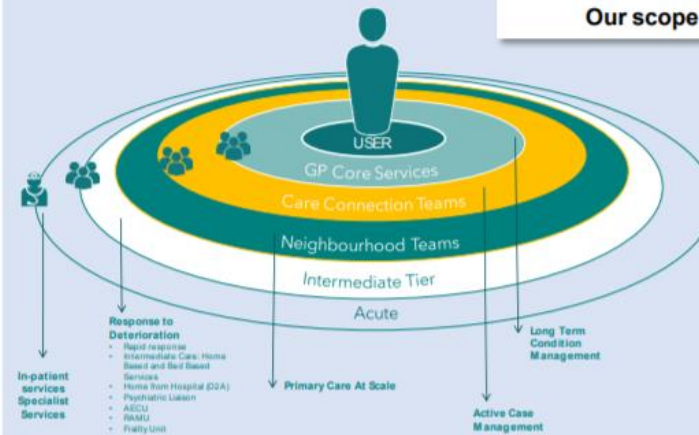 Our scope
USER
GP Core Services
Care Connection Teams
Neighbourhood Teams
Intermediate Tier
Acute
In-patient
services
Specialist
Services
Response to
Deterioration
• Rapid response
• Intermediate Care: Home
Based and Bed Based
Services
• Home from Hospital (D2A)
• Psychiatric Liaison
• AECU
• RAMU
• Frailty Unit
Primary Care At Scale
Active Case
Management
Long Term
Condition
Management